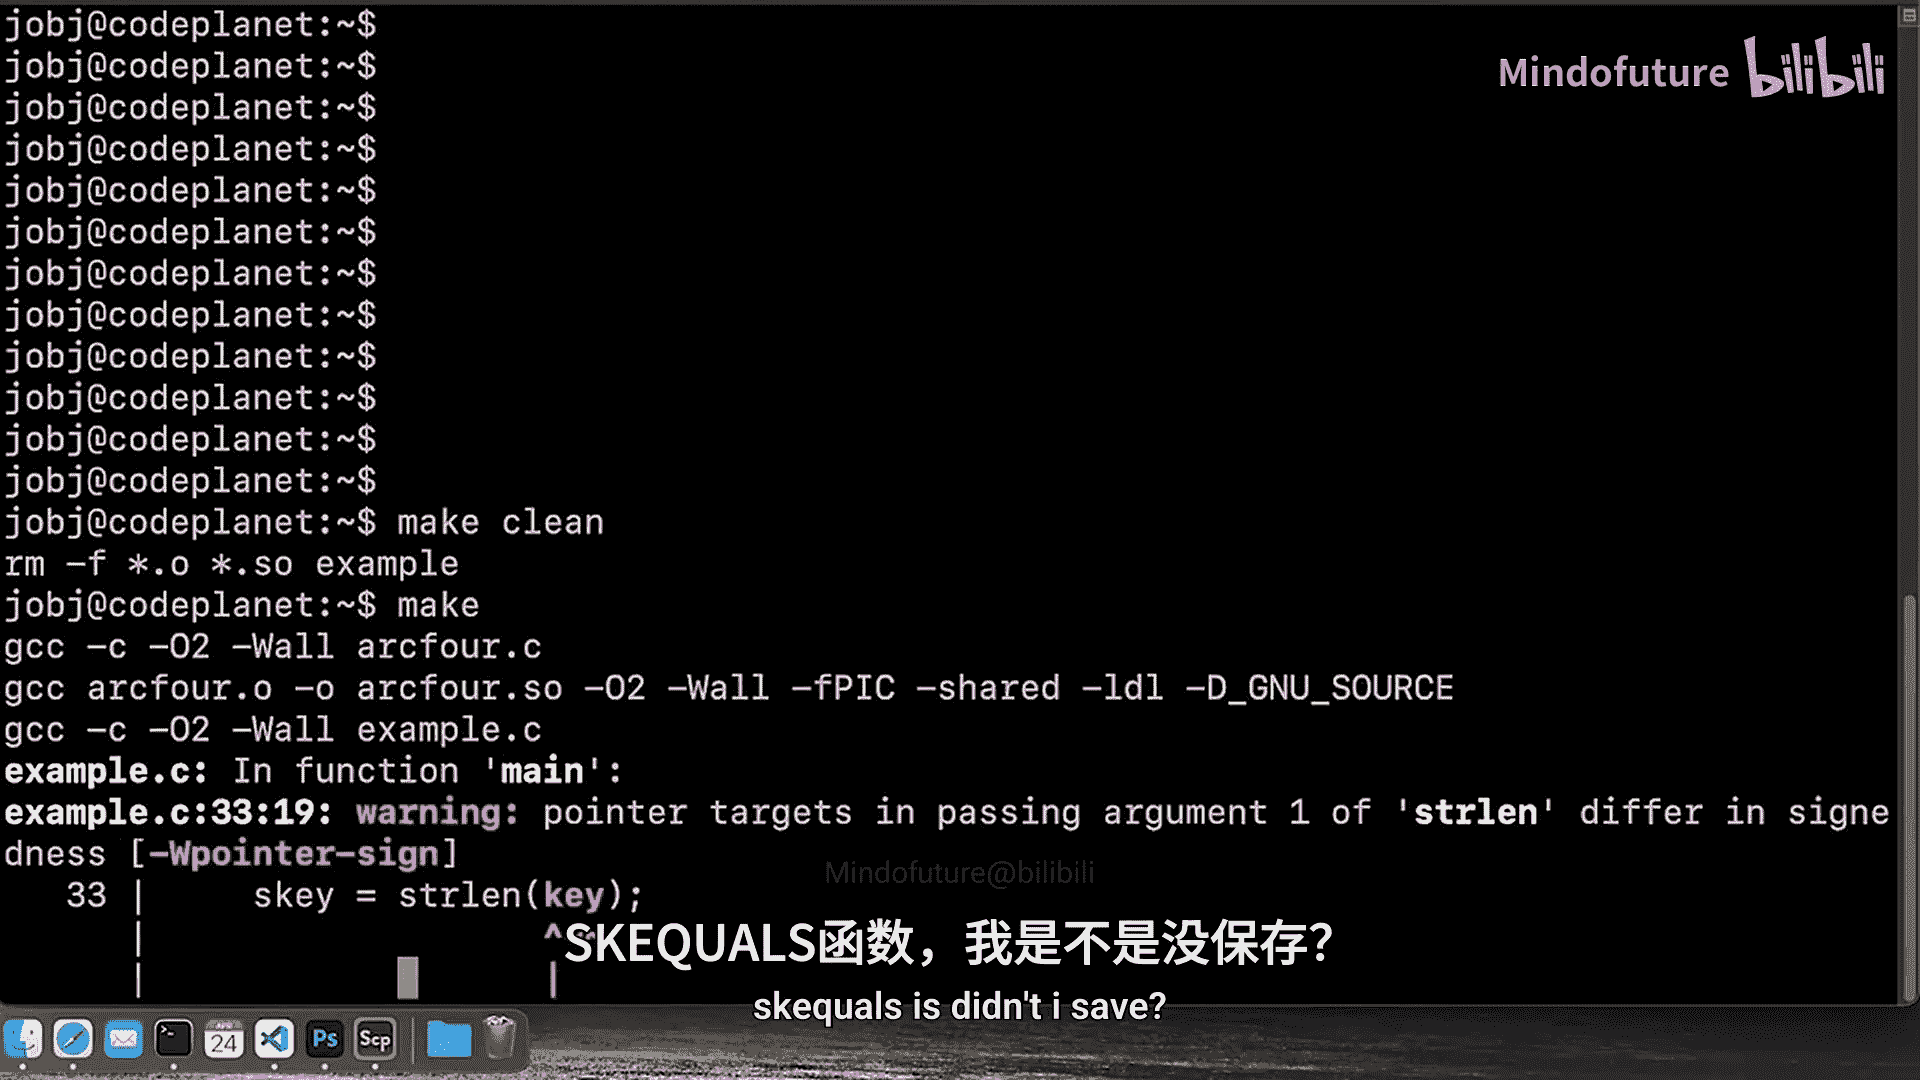 jobj@codeplanet:~$
jobj@codeplanet:~$
jobj@codeplanet:~$
jobj@codeplanet:~$
jobj@codeplanet:~$
jobj@codeplanet:~$
jobj@codeplanet:~$
jobj@codeplanet:~$
jobj@codeplanet:~$
jobj@codeplanet:~$
jobj@codeplanet:~$
jobj@codeplanet:~$
Mindofuture bilibili
jobj@codeplanet:~$ make clean
rm -f *.o *.so example
jobj@codeplanet:~$ make
gcc -c -O2 -Wall arcfour.c
gcc arcfour.o -o arcfour.so -O2 -Wall -fPIC -shared -ldl -D_GNU_SOURCE
gcc -c -O2 -Wall example.c
example.c: In function 'main':
example.c:33:19: warning: pointer targets in passing argument 1 of 'strlen' differ in signe
dness [-Wpointer-sign]
Mindofuture@bilibili
33 |     skey = strlen(key);
|     ^~~
|     |
SKEQUALS函数，我是不是没保存？
skequals is didn't i save?
24
Ps
Scp